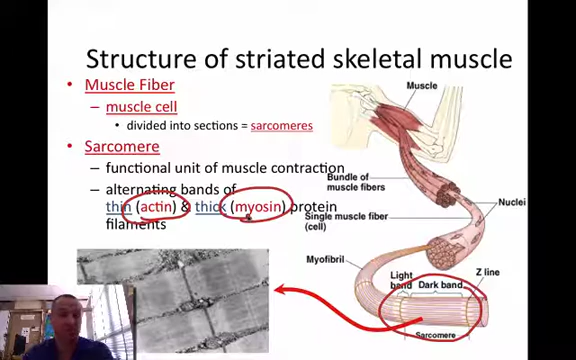 Structure of striated skeletal muscle
• Muscle Fiber
– muscle cell
• divided into sections = sarcomeres
• Sarcomere
– functional unit of muscle contraction
– alternating bands of
thin (actin) & thick (myosin) protein
filaments
Muscle
Bundle of
muscle fibers
Nuclei
Single muscle fiber
(cell)
Myofibril
Light
band
Dark band
Z line
Sarcomere